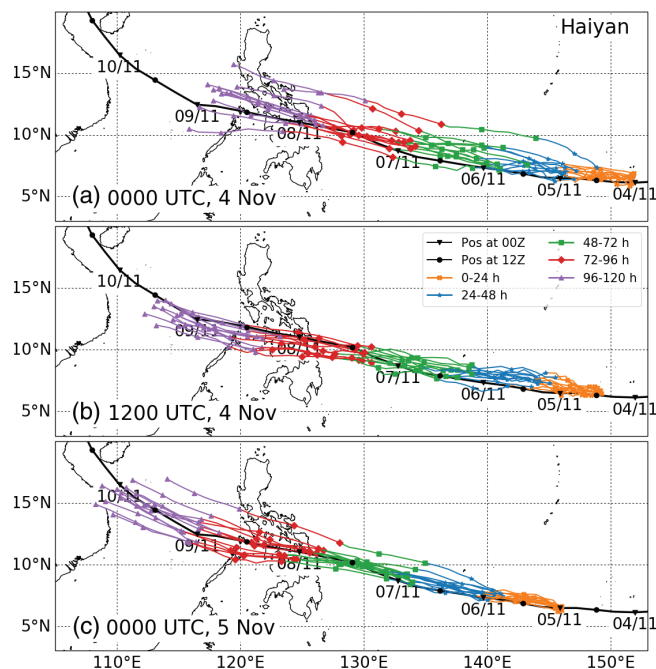 Haiyan
15°N
10°N
5°N
10/11
09/11
08/11
07/11
06/11
05/11
04/11
(a) 0000 UTC, 4 Nov
Pos at 00Z
Pos at 12Z
0-24 h
24-48 h
48-72 h
72-96 h
96-120 h
15°N
10°N
5°N
10/11
09/11
08/11
07/11
06/11
05/11
04/11
(b) 1200 UTC, 4 Nov
15°N
10°N
5°N
10/11
09/11
08/11
07/11
06/11
05/11
04/11
(c) 0000 UTC, 5 Nov
110°E
120°E
130°E
140°E
150°E